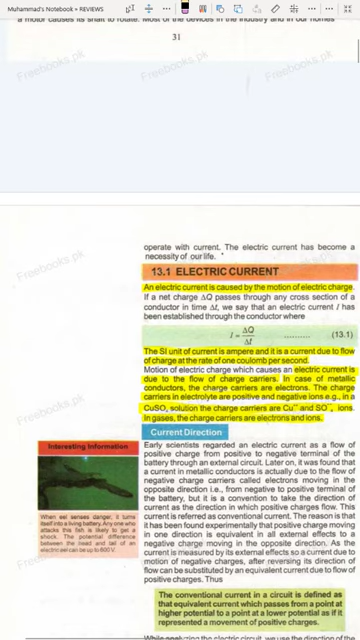 Muhammad's Notebook • REVIEWS
a motor causes its shaft to rotate. Most of the devices in the industry and in our homes
31
Freebooks.pk
Freebooks.pk
Freebooks.pk
operate with current. The electric current has become a
necessity of our life.
13.1 ELECTRIC CURRENT
An electric current is caused by the motion of electric charge.
If a net charge ΔQ passes through any cross section of a
conductor in time Δt, we say that an electric current I has
been established through the conductor where
I = ΔQ/Δt .......... (13.1)
The SI unit of current is ampere and it is a current due to flow
of charge at the rate of one coulomb per second.
Motion of electric charge which causes an electric current is
due to the flow of charge carriers. In case of metallic
conductors, the charge carriers are electrons. The charge
carriers in electrolyte are positive and negative ions e.g., in a
CuSO₄ solution the charge carriers are Cu⁺⁺ and SO₄⁻⁻ ions.
In gases, the charge carriers are electrons and ions.
Current Direction
Interesting Information
When eel senses danger, it turns
itself into a living battery. Any one who
attacks this fish is likely to get a
shock. The potential difference
between the head and tail of an
electric eel can be up to 600 V.
Early scientists regarded an electric current as a flow of
positive charge from positive to negative terminal of the
battery through an external circuit. Later on, it was found that
a current in metallic conductors is actually due to the flow of
negative charge carriers called electrons moving in the
opposite direction i.e., from negative to positive terminal of
the battery, but it is a convention to take the direction of
current as the direction in which positive charges flow. This
current is referred as conventional current. The reason is that
it has been found experimentally that positive charge moving
in one direction is equivalent in all external effects to a
negative charge moving in the opposite direction. As the
current is measured by its external effects so a current due to
motion of negative charges, after reversing its direction of
flow can be substituted by an equivalent current due to flow of
positive charges. Thus
The conventional current in a circuit is defined as
that equivalent current which passes from a point at
higher potential to a point at a lower potential as if it
represented a movement of positive charges.
While analyzing the electric circuit, we use the direction of the